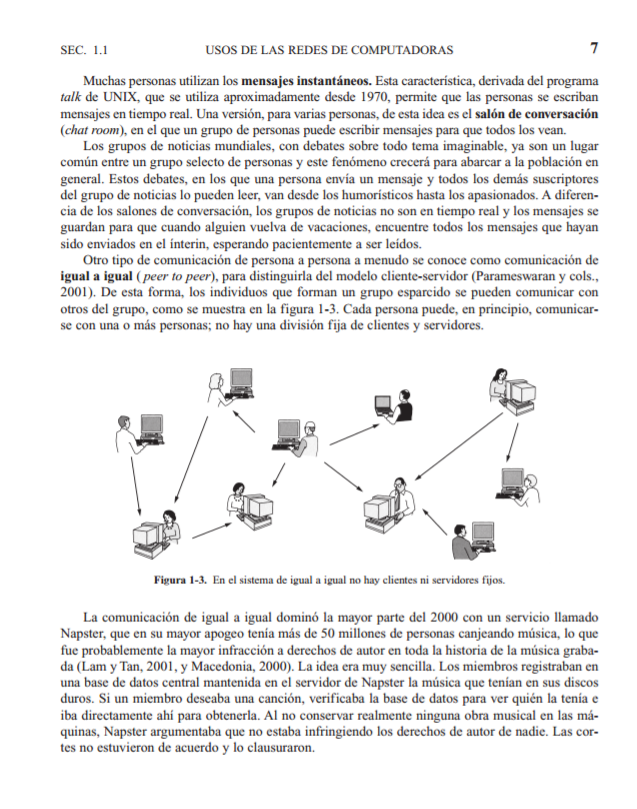 SEC. 1.1 USOS DE LAS REDES DE COMPUTADORAS 7
Muchas personas utilizan los mensajes instantáneos. Esta característica, derivada del programa
talk de UNIX, que se utiliza aproximadamente desde 1970, permite que las personas se escriban
mensajes en tiempo real. Una versión, para varias personas, de esta idea es el salón de conversación
(chat room), en el que un grupo de personas puede escribir mensajes para que todos los vean.
Los grupos de noticias mundiales, con debates sobre todo tema imaginable, ya son un lugar
común entre un grupo selecto de personas y este fenómeno crecerá para abarcar a la población en
general. Estos debates, en los que una persona envía un mensaje y todos los demás suscriptores
del grupo de noticias lo pueden leer, van desde los humorísticos hasta los apasionados. A diferen-
cia de los salones de conversación, los grupos de noticias no son en tiempo real y los mensajes se
guardan para que cuando alguien vuelva de vacaciones, encuentre todos los mensajes que hayan
sido enviados en el ínterin, esperando pacientemente a ser leídos.
Otro tipo de comunicación de persona a persona a menudo se conoce como comunicación de
igual a igual (peer to peer), para distinguirla del modelo cliente-servidor (Parameswaran y cols.,
2001). De esta forma, los individuos que forman un grupo esparcido se pueden comunicar con
otros del grupo, como se muestra en la figura 1-3. Cada persona puede, en principio, comunicar-
se con una o más personas; no hay una división fija de clientes y servidores.
Figura 1-3. En el sistema de igual a igual no hay clientes ni servidores fijos.
La comunicación de igual a igual dominó la mayor parte del 2000 con un servicio llamado
Napster, que en su mayor apogeo tenía más de 50 millones de personas canjeando música, lo que
fue probablemente la mayor infracción a derechos de autor en toda la historia de la música graba-
da (Lam y Tan, 2001, y Macedonia, 2000). La idea era muy sencilla. Los miembros registraban en
una base de datos central mantenida en el servidor de Napster la música que tenían en sus discos
duros. Si un miembro deseaba una canción, verificaba la base de datos para ver quién la tenía e
iba directamente ahí para obtenerla. Al no conservar realmente ninguna obra musical en las má-
quinas, Napster argumentaba que no estaba infringiendo los derechos de autor de nadie. Las cor-
tes no estuvieron de acuerdo y lo clausuraron.